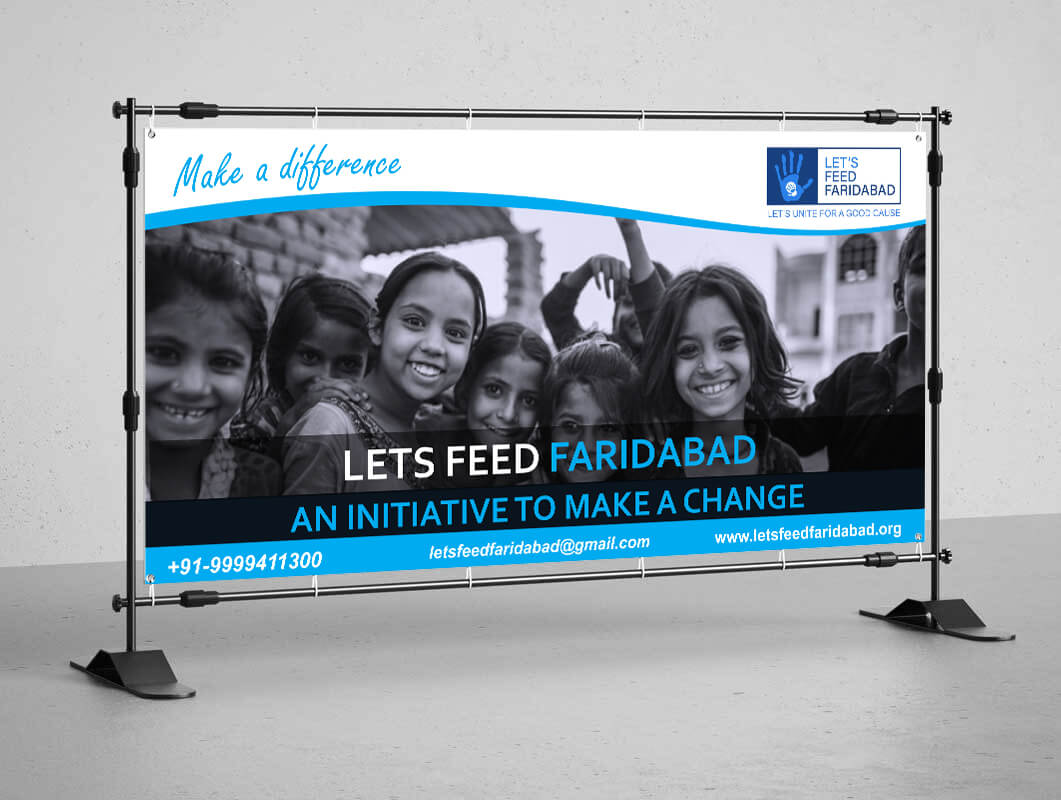 Make a difference
LET'S
FEED
FARIDABAD
LET'S UNITE FOR A GOOD CAUSE
LETS FEED FARIDABAD
AN INITIATIVE TO MAKE A CHANGE
+91-9999411300
letsfeedfaridabad@gmail.com
www.letsfeedfaridabad.org